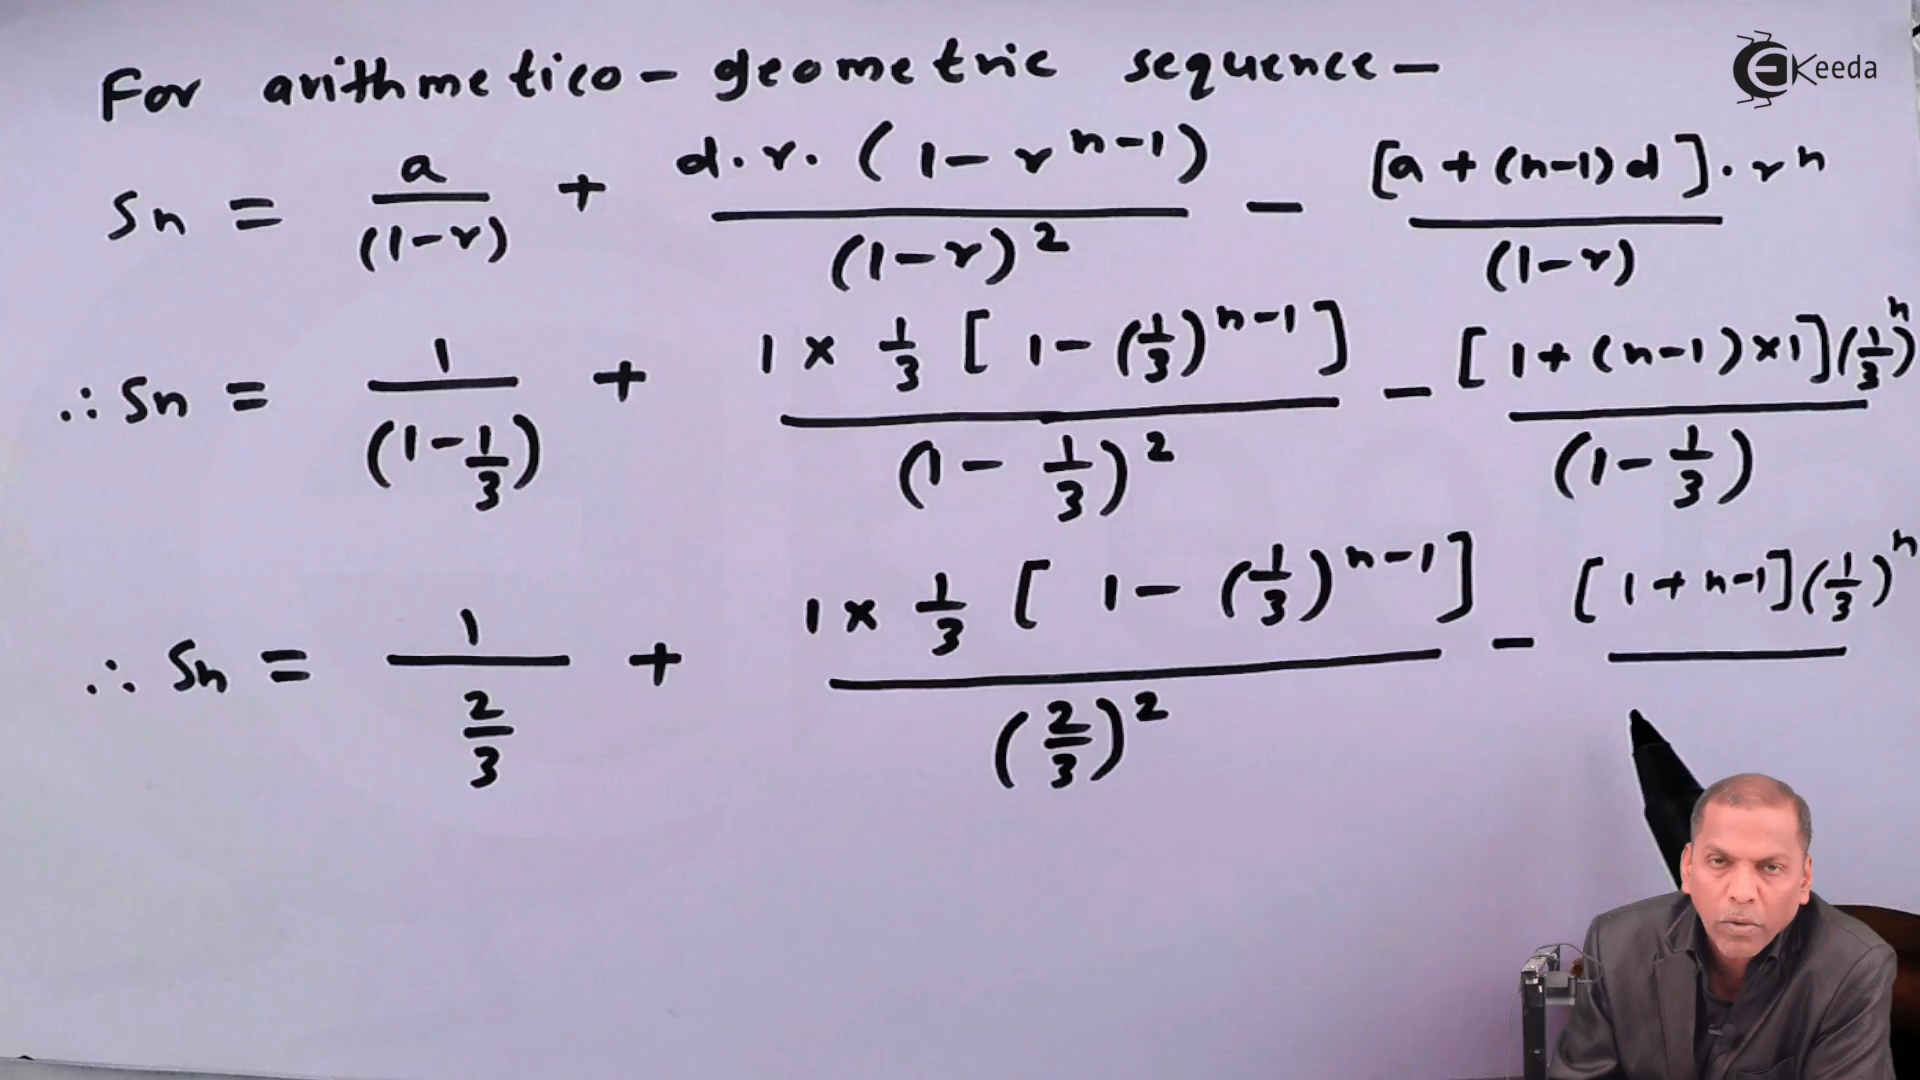 For arithmetico-geometric sequence-
EKeeda
Sn = a/(1-r) + d.r.(1-r^n-1)/(1-r)^2 - [a+(n-1)d].r^n/(1-r)
∴ Sn = 1/(1-1/3) + 1×1/3[1-(1/3)^n-1]/(1-1/3)^2 - [1+(n-1)×1](1/3)^n/(1-1/3)
∴ Sn = 1/(2/3) + 1×1/3[1-(1/3)^n-1]/(2/3)^2 - [1+n-1](1/3)^n/